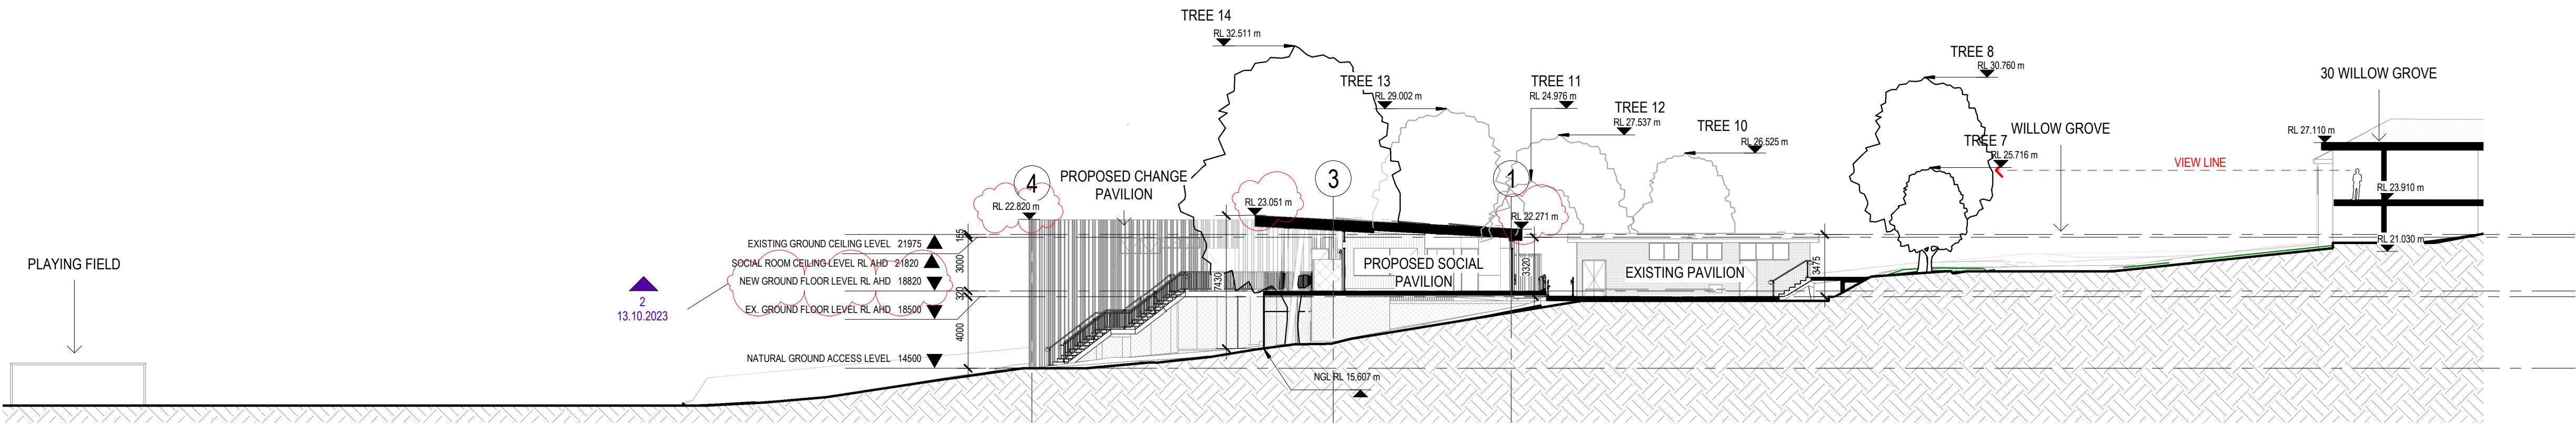 TREE 14
RL 32.511 m
TREE 13
RL 29.002 m
TREE 11
RL 24.976 m
TREE 12
RL 27.537 m
TREE 10
RL 26.525 m
TREE 8
RL 30.760 m
TREE 7
RL 25.716 m
WILLOW GROVE
30 WILLOW GROVE
RL 27.110 m
VIEW LINE
RL 23.910 m
RL 21.030 m
4
3
1
PROPOSED CHANGE
PAVILION
RL 22.820 m
RL 23.051 m
RL 22.271 m
EXISTING GROUND CEILING LEVEL 21975
SOCIAL ROOM CEILING LEVEL RL AHD 21820
NEW GROUND FLOOR LEVEL RL AHD 18820
EX. GROUND FLOOR LEVEL RL AHD 18500
NATURAL GROUND ACCESS LEVEL 14500
155
3000
320
4000
7430
3320
3475
PROPOSED SOCIAL
PAVILION
EXISTING PAVILION
PLAYING FIELD
2
13.10.2023
NGL RL 15.607 m